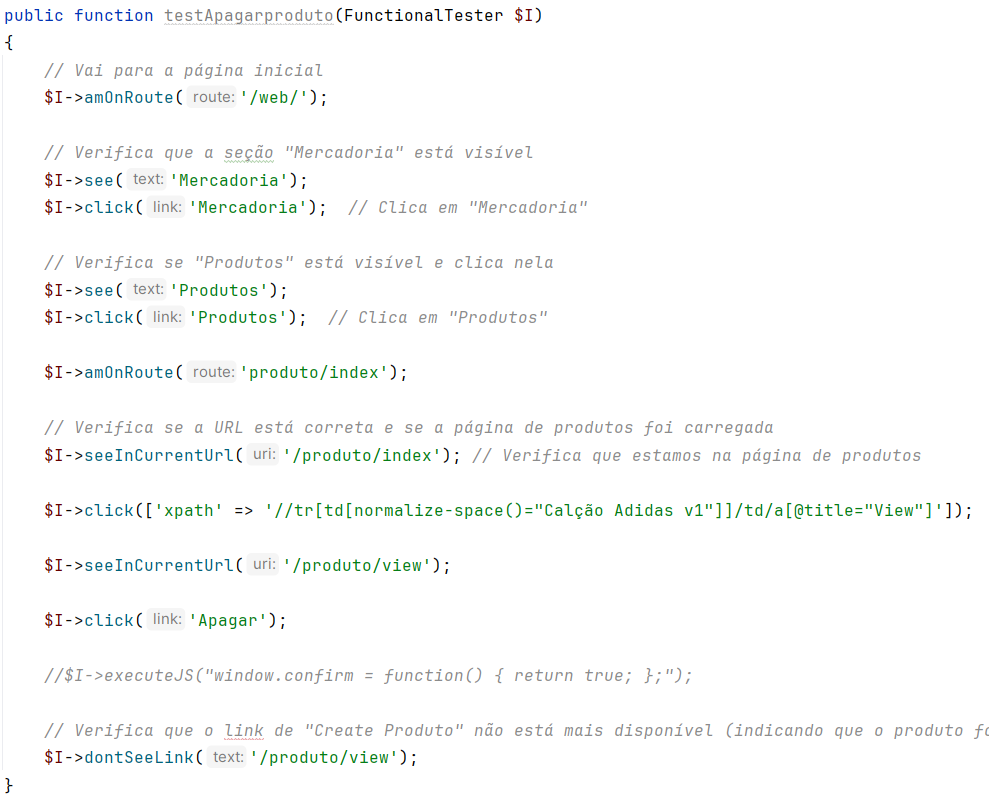 public function testApagarproduto(FunctionalTester $I)
{
// Vai para a página inicial
$I->amOnRoute( route: '/web/');
// Verifica que a seção "Mercadoria" está visível
$I->see( text: 'Mercadoria');
$I->click( link: 'Mercadoria');  // Clica em "Mercadoria"
// Verifica se "Produtos" está visível e clica nela
$I->see( text: 'Produtos');
$I->click( link: 'Produtos');  // Clica em "Produtos"
$I->amOnRoute( route: 'produto/index');
// Verifica se a URL está correta e se a página de produtos foi carregada
$I->seeInCurrentUrl( uri: '/produto/index'); // Verifica que estamos na página de produtos
$I->click(['xpath' => '//tr[td[normalize-space()="Calção Adidas v1"]]/td/a[@title="View"]']);
$I->seeInCurrentUrl( uri: '/produto/view');
$I->click( link: 'Apagar');
//$I->executeJS("window.confirm = function() { return true; };");
// Verifica que o link de "Create Produto" não está mais disponível (indicando que o produto
$I->dontSeeLink( text: '/produto/view');
}